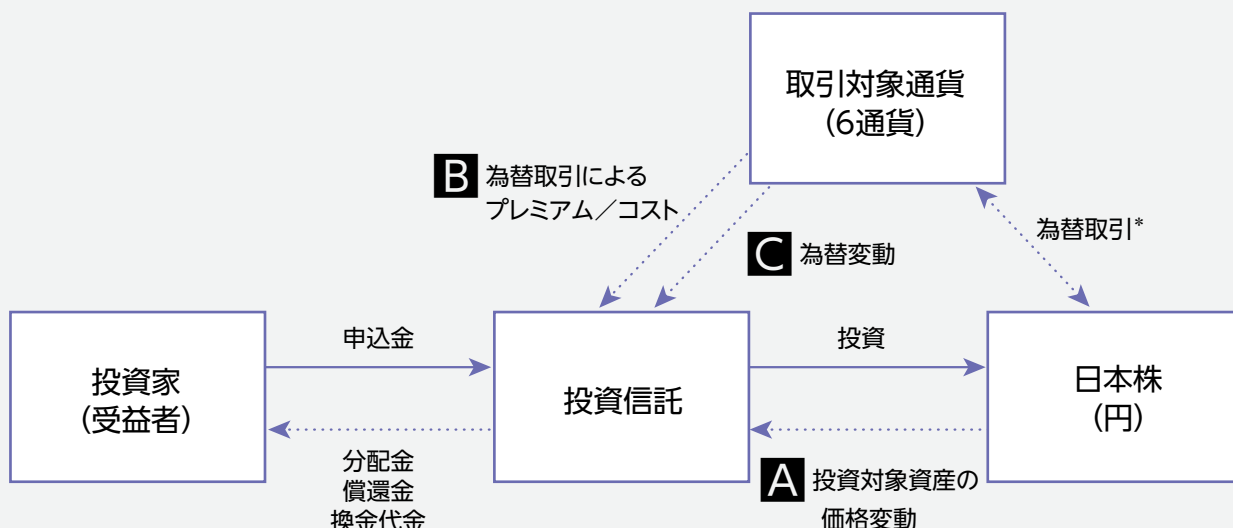 取引対象通貨
(6通貨)
B 為替取引による
プレミアム／コスト
C 為替変動
為替取引*
投資家
(受益者)
申込金
分配金
償還金
換金代金
投資信託
投資
A 投資対象資産の
価格変動
日本株
(円)